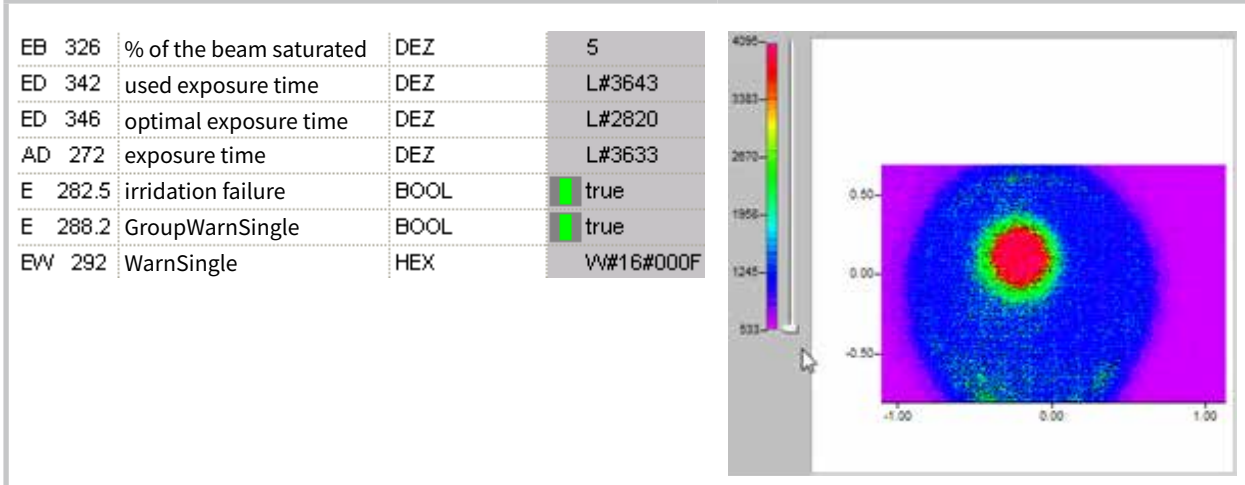 EB 326 % of the beam saturated DEZ 5
ED 342 used exposure time DEZ L#3643
ED 346 optimal exposure time DEZ L#2820
AD 272 exposure time DEZ L#3633
E 282.5 irridation failure BOOL true
E 288.2 GroupWarnSingle BOOL true
EW 292 WarnSingle HEX W#16#000F
4095
3383
2670
1958
1245
533
0.50
0.00
-0.50
-1.00 0.00 1.00